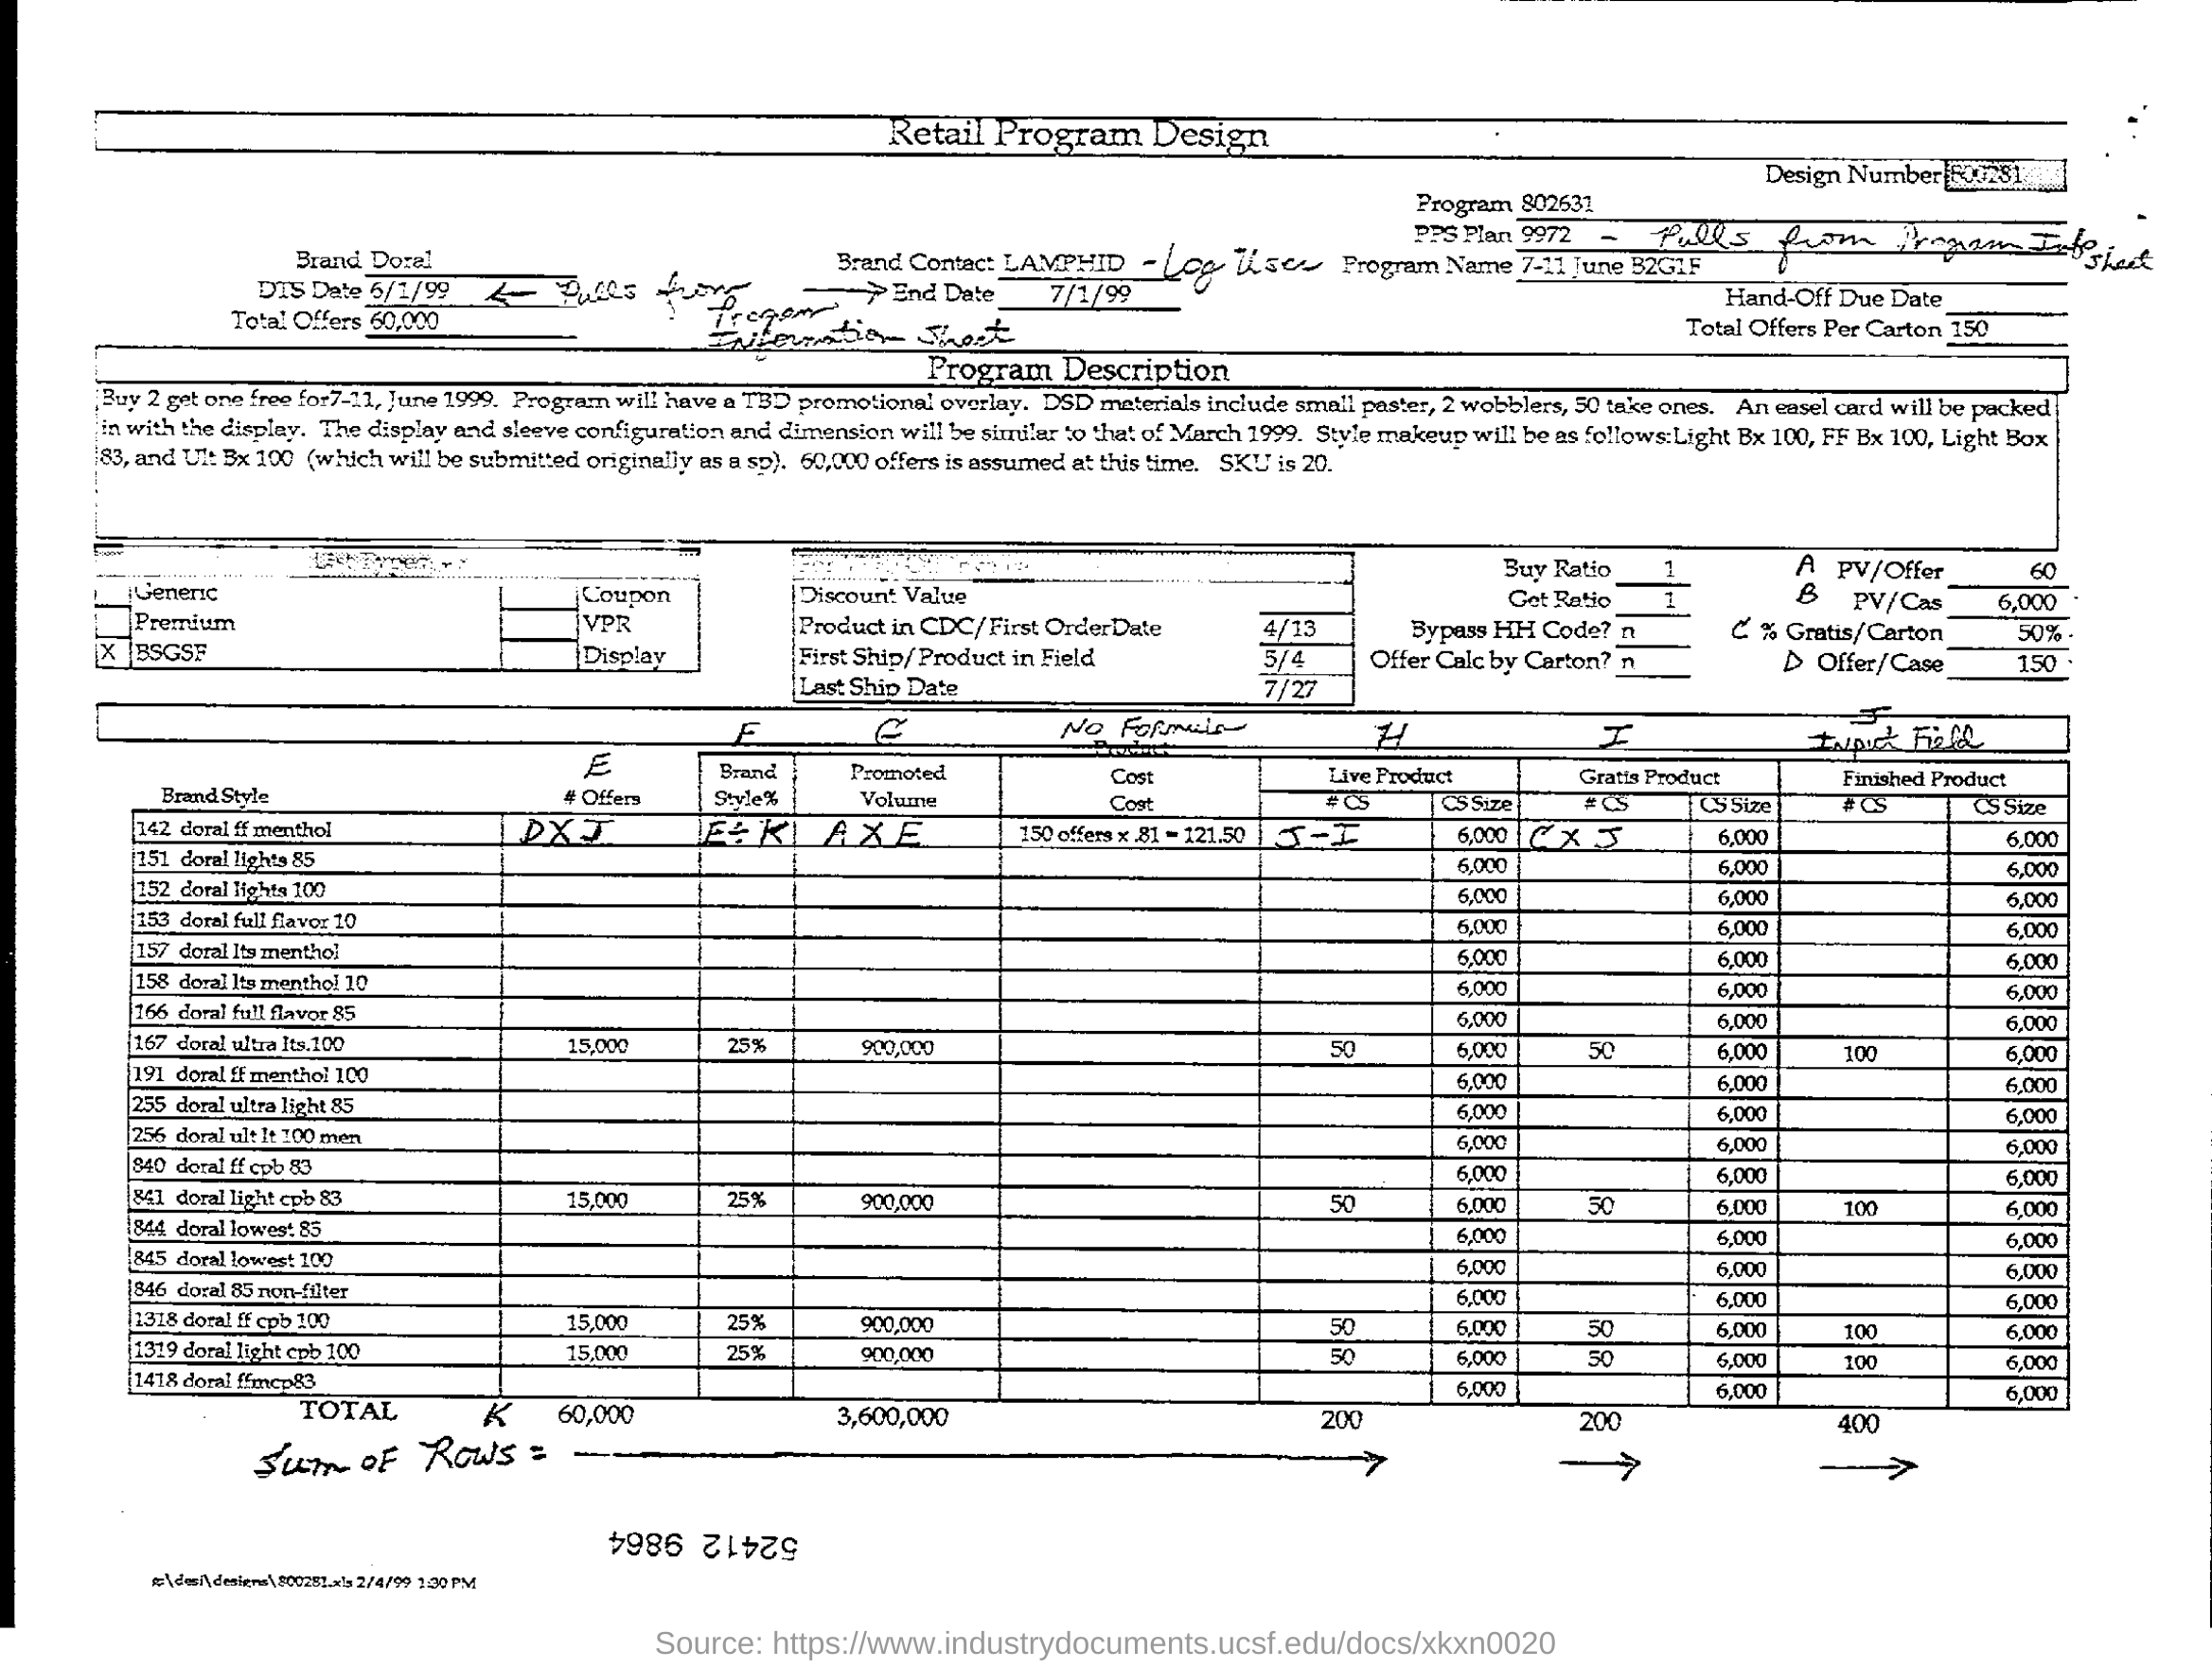 Retail Program Design
Design Number 800281
Program 802631
PPS Plan 9972 - Pulls from Program Info Sheet
Brand Doral
Brand Contact LAMPHID - Log User
Program Name 7-11 June B2G1F
DTS Date 6/1/99 ← Pulls from Program Information Sheet → End Date 7/1/99
Hand-Off Due Date
Total Offers 60,000
Total Offers Per Carton 150
Program Description
Buy 2 get one free for7-11, June 1999. Program will have a TBD promotional overlay. DSD materials include small paster, 2 wobblers, 50 take ones. An easel card will be packed
in with the display. The display and sleeve configuration and dimension will be similar to that of March 1999. Style makeup will be as follows:Light Bx 100, FF Bx 100, Light Box
83, and Ult Bx 100 (which will be submitted originally as a sp). 60,000 offers is assumed at this time. SKU is 20.
Generic Coupon
Premium VPR
X BSGSF Display
Discount Value
Product in CDC/First OrderDate 4/13
First Ship/Product in Field 5/4
Last Ship Date 7/27
Buy Ratio 1
Get Ratio 1
Bypass HH Code? n
Offer Calc by Carton? n
A PV/Offer 60
B PV/Cas 6,000
C % Gratis/Carton 50%
D Offer/Case 150
E F G No Formula H I J Input Field
Product
Brand Style # Offers Brand Style% Promoted Volume Cost Cost Live Product Gratis Product Finished Product
# CS CS Size # CS CS Size # CS CS Size
142 doral ff menthol D X J E ÷ K A X E 150 offers x .81 = 121.50 J - I 6,000 C X J 6,000 6,000
151 doral lights 85 6,000 6,000 6,000
152 doral lights 100 6,000 6,000 6,000
153 doral full flavor 10 6,000 6,000 6,000
157 doral lts menthol 6,000 6,000 6,000
158 doral lts menthol 10 6,000 6,000 6,000
166 doral full flavor 85 6,000 6,000 6,000
167 doral ultra lts.100 15,000 25% 900,000 50 6,000 50 6,000 100 6,000
191 doral ff menthol 100 6,000 6,000 6,000
255 doral ultra light 85 6,000 6,000 6,000
256 doral ult lt 100 men 6,000 6,000 6,000
840 doral ff cpb 83 6,000 6,000 6,000
841 doral light cpb 83 15,000 25% 900,000 50 6,000 50 6,000 100 6,000
844 doral lowest 85 6,000 6,000 6,000
845 doral lowest 100 6,000 6,000 6,000
846 doral 85 non-filter 6,000 6,000 6,000
1318 doral ff cpb 100 15,000 25% 900,000 50 6,000 50 6,000 100 6,000
1319 doral light cpb 100 15,000 25% 900,000 50 6,000 50 6,000 100 6,000
1418 doral ffmcp83 6,000 6,000 6,000
TOTAL K 60,000 3,600,000 200 200 400
Sum of Rows = → → →
52412 9864
g:\desi\designs\800281.xls 2/4/99 1:30 PM
Source: https://www.industrydocuments.ucsf.edu/docs/xkxn0020